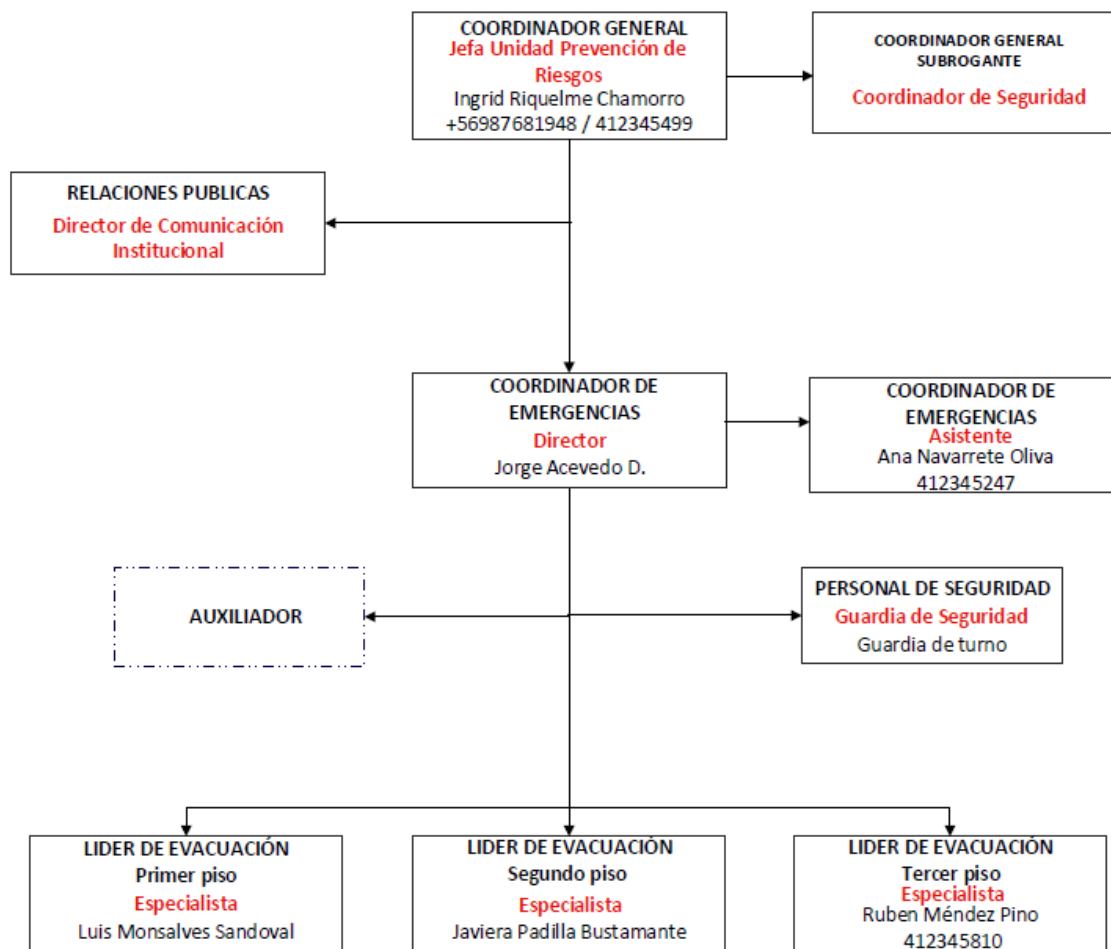 COORDINADOR GENERAL
Jefa Unidad Prevención de
Riesgos
Ingrid Riquelme Chamorro
+56987681948 / 412345499
COORDINADOR GENERAL
SUBROGANTE
Coordinador de Seguridad
RELACIONES PUBLICAS
Director de Comunicación
Institucional
COORDINADOR DE
EMERGENCIAS
Director
Jorge Acevedo D.
COORDINADOR DE
EMERGENCIAS
Asistente
Ana Navarrete Oliva
412345247
AUXILIADOR
PERSONAL DE SEGURIDAD
Guardia de Seguridad
Guardia de turno
LIDER DE EVACUACIÓN
Primer piso
Especialista
Luis Monsalves Sandoval
LIDER DE EVACUACIÓN
Segundo piso
Especialista
Javiera Padilla Bustamante
LIDER DE EVACUACIÓN
Tercer piso
Especialista
Ruben Méndez Pino
412345810